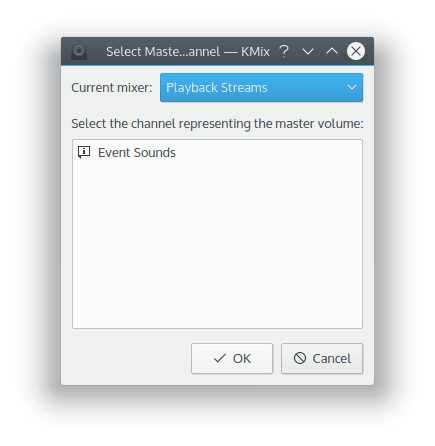 Select Maste...annel — KMix
Current mixer: Playback Streams
Select the channel representing the master volume:
Event Sounds
OK Cancel